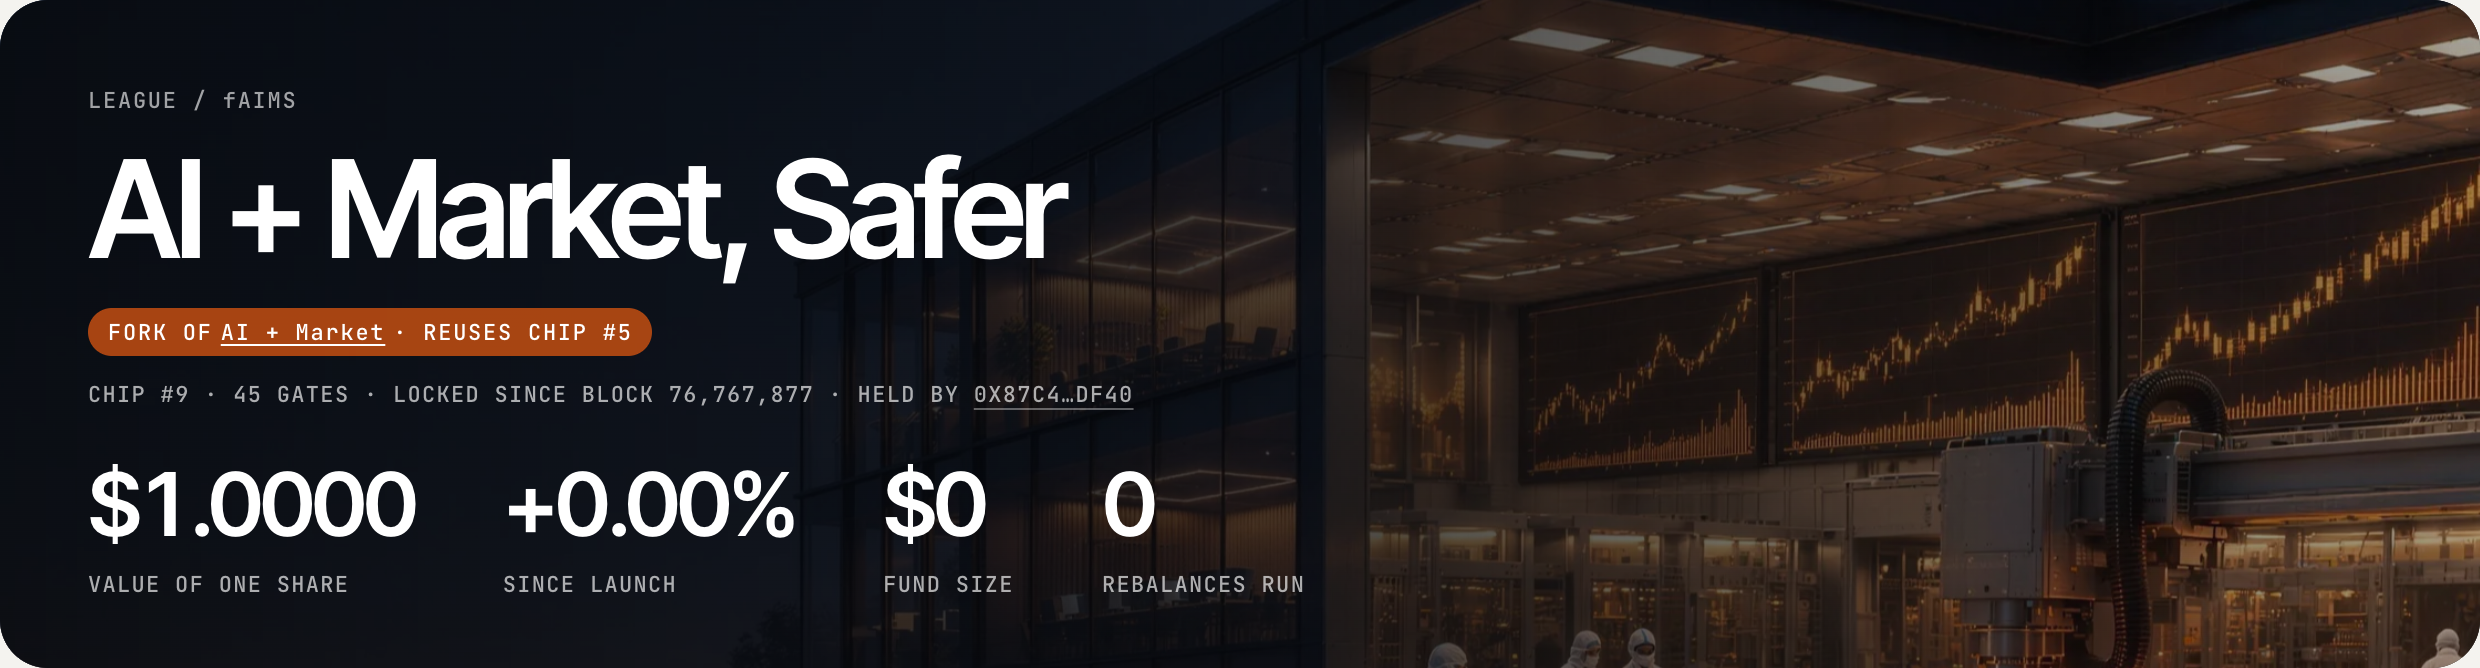 LEAGUE / fAIMS
AI + Market, Safer
FORK OF AI + Market · REUSES CHIP #5
CHIP #9 · 45 GATES · LOCKED SINCE BLOCK 76,767,877 · HELD BY 0X87C4…DF40
$1.0000 +0.00% $0 0
VALUE OF ONE SHARE SINCE LAUNCH FUND SIZE REBALANCES RUN